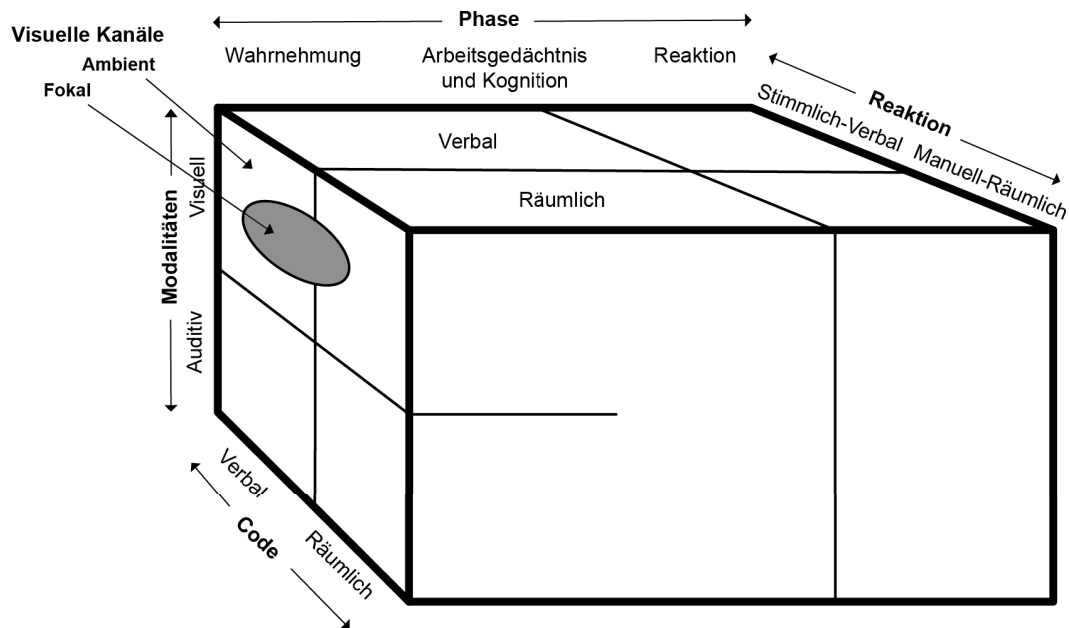 Phase
Visuelle Kanäle
Ambient
Fokal
Wahrnehmung
Arbeitsgedächtnis
und Kognition
Reaktion
Reaktion
Stimmlich-Verbal
Manuell-Räumlich
Verbal
Räumlich
Modalitäten
Visuell
Auditiv
Verbal
Räumlich
Code